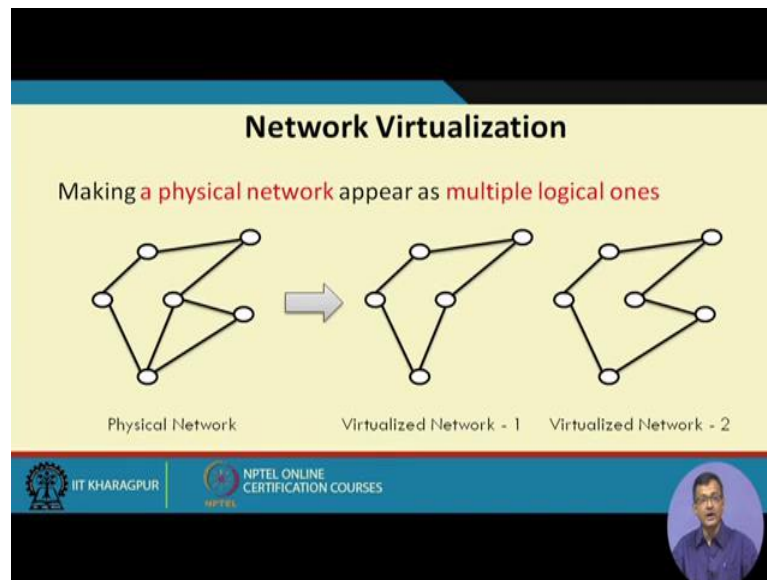 Network Virtualization
Making a physical network appear as multiple logical ones
Physical Network
Virtualized Network - 1
Virtualized Network - 2
IIT KHARAGPUR
NPTEL
NPTEL ONLINE
CERTIFICATION COURSES